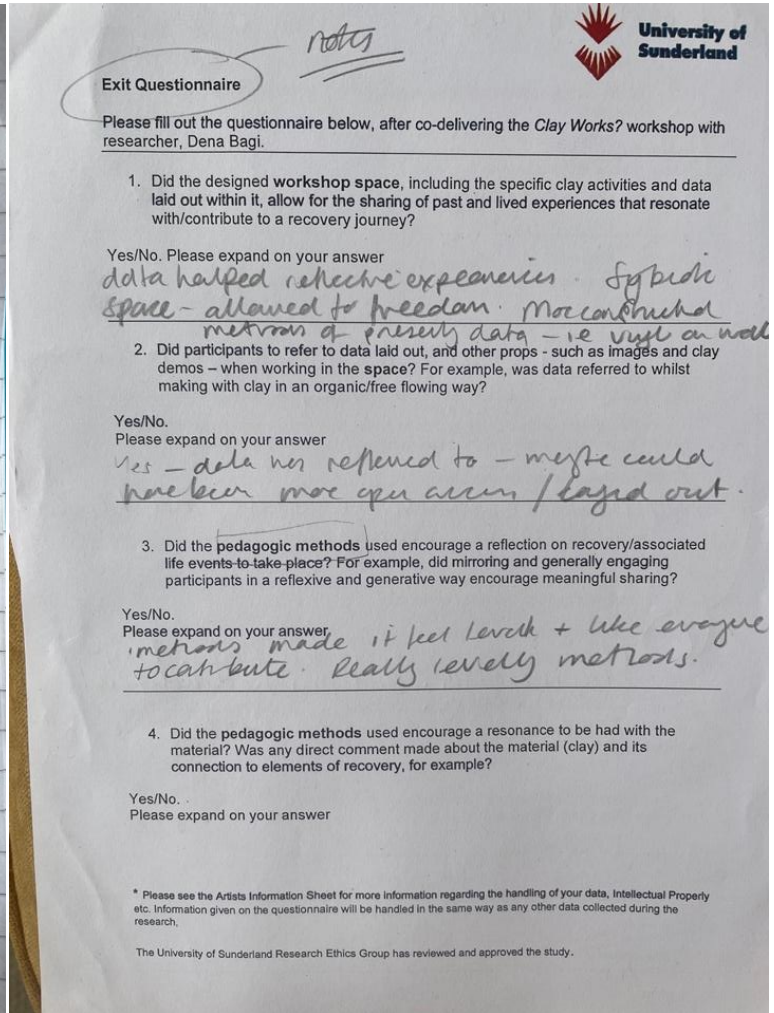 notes
University of
Sunderland
Exit Questionnaire
Please fill out the questionnaire below, after co-delivering the Clay Works? workshop with
researcher, Dena Bagi.
1. Did the designed workshop space, including the specific clay activities and data
laid out within it, allow for the sharing of past and lived experiences that resonate
with/contribute to a recovery journey?
Yes/No. Please expand on your answer
data helped reflective experiences.
space - allowed to freedom. More constructed
methods of data - ie on wall
2. Did participants to refer to data laid out, and other props - such as images and clay
demos – when working in the space? For example, was data referred to whilst
making with clay in an organic/free flowing way?
Yes/No.
Please expand on your answer
Yes - data was referred to - maybe could
have been more open access / layed out.
3. Did the pedagogic methods used encourage a reflection on recovery/associated
life events to take place? For example, did mirroring and generally engaging
participants in a reflexive and generative way encourage meaningful sharing?
Yes/No.
Please expand on your answer
methods made it feel + like everyone
to contribute. Really methods.
4. Did the pedagogic methods used encourage a resonance to be had with the
material? Was any direct comment made about the material (clay) and its
connection to elements of recovery, for example?
Yes/No.
Please expand on your answer
* Please see the Artists Information Sheet for more information regarding the handling of your data, Intellectual Property
etc. Information given on the questionnaire will be handled in the same way as any other data collected during the
research.
The University of Sunderland Research Ethics Group has reviewed and approved the study.